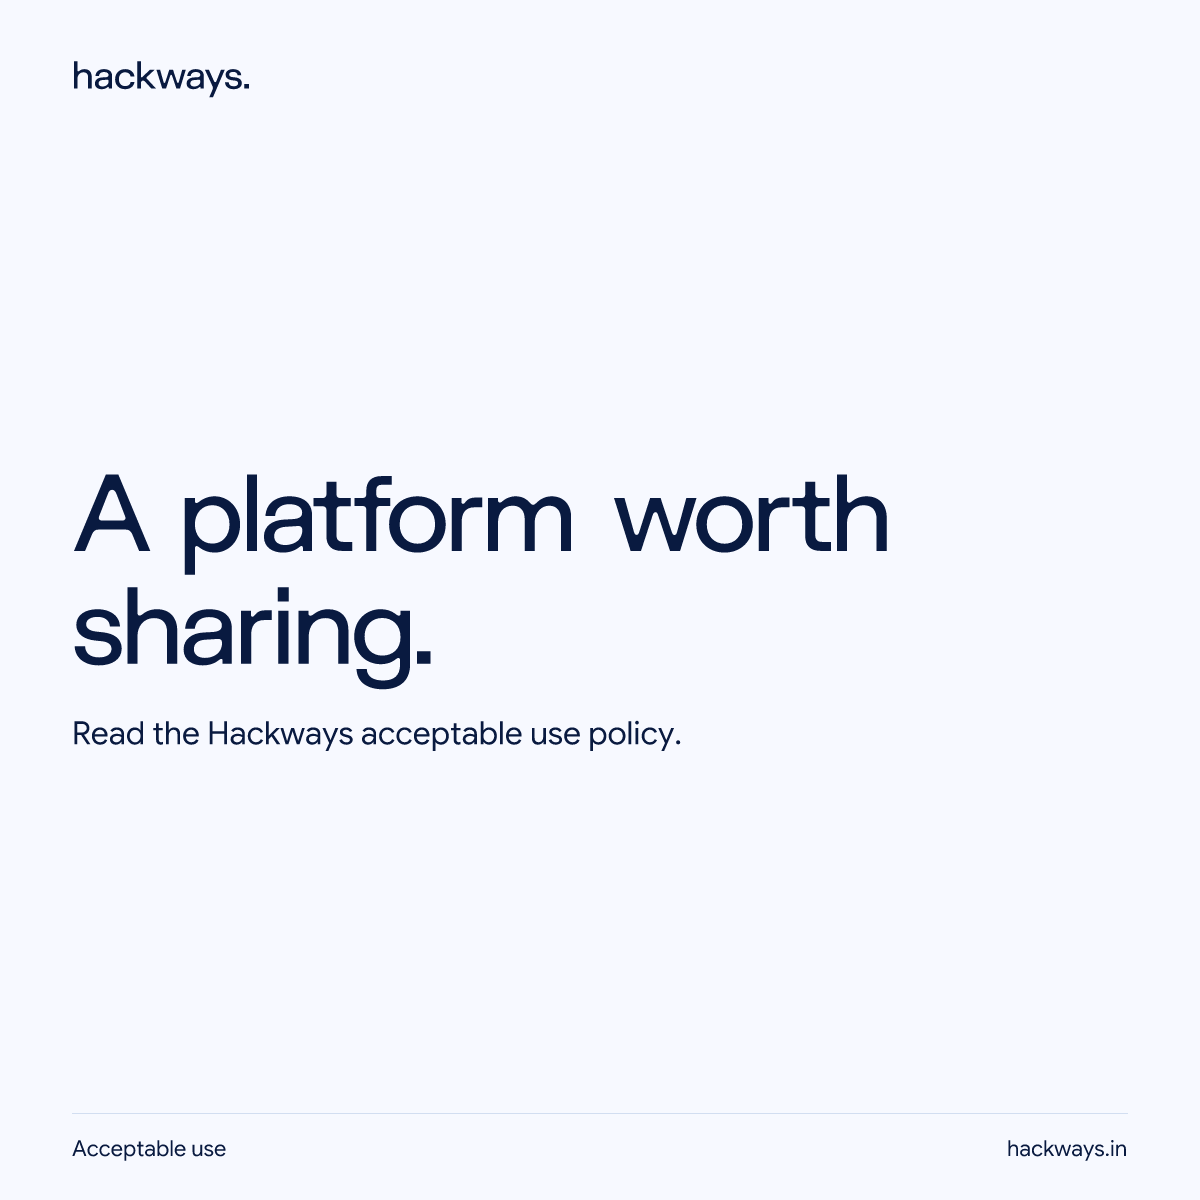 hackways.
A platform worth
sharing.
Read the Hackways acceptable use policy.
Acceptable use
hackways.in